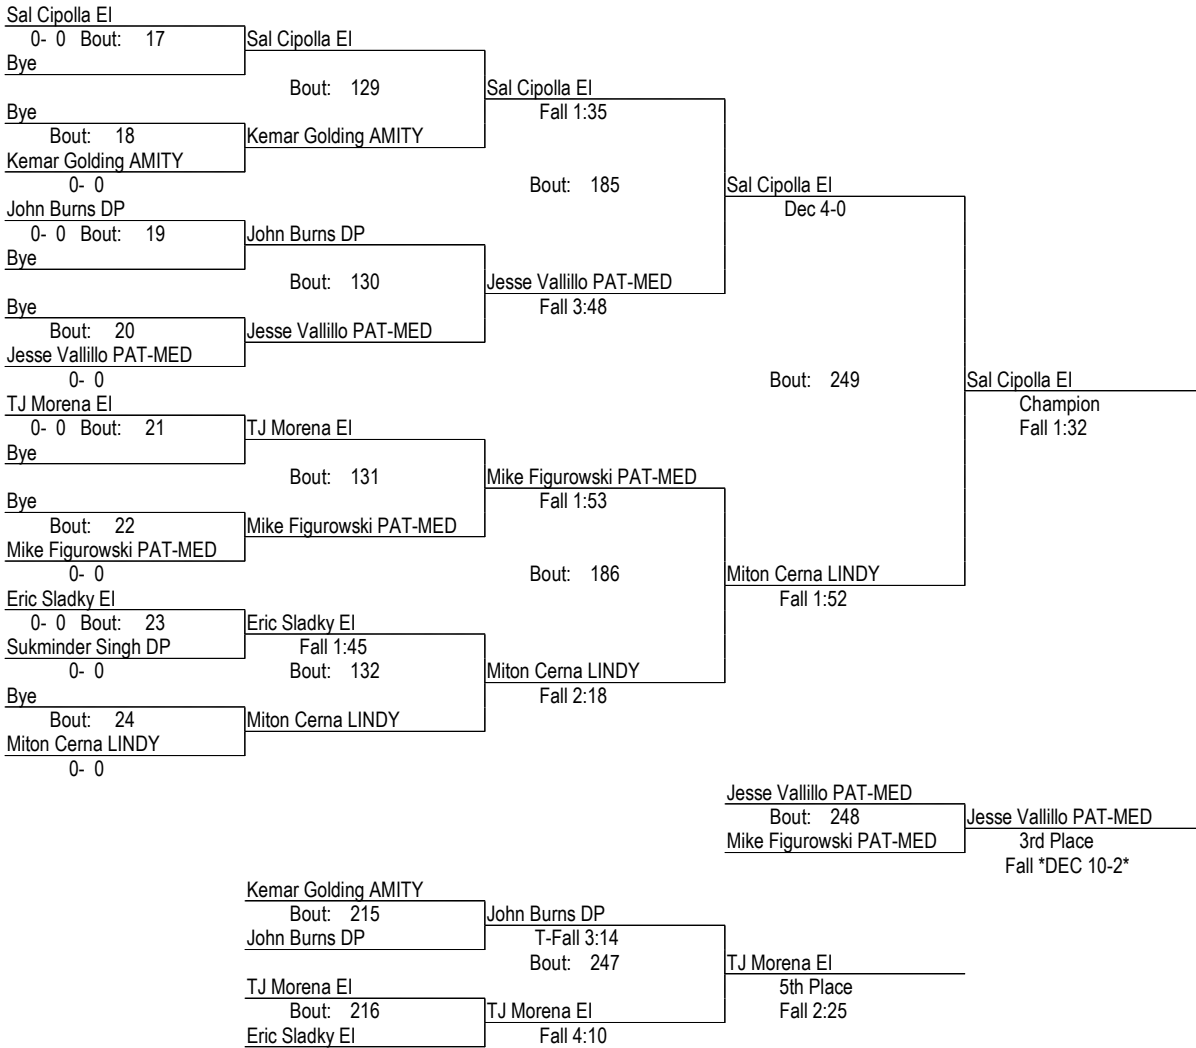 Sal Cipolla EI
0- 0 Bout: 17
Bye
Sal Cipolla EI
Bout: 129
Bye
Bout: 18
Kemar Golding AMITY
0- 0
Kemar Golding AMITY
Sal Cipolla EI
Fall 1:35
Bout: 185
John Burns DP
0- 0 Bout: 19
Bye
John Burns DP
Bout: 130
Bye
Bout: 20
Jesse Vallillo PAT-MED
0- 0
Jesse Vallillo PAT-MED
Jesse Vallillo PAT-MED
Fall 3:48
Sal Cipolla EI
Dec 4-0
Bout: 249
TJ Morena EI
0- 0 Bout: 21
Bye
TJ Morena EI
Bout: 131
Bye
Bout: 22
Mike Figurowski PAT-MED
0- 0
Mike Figurowski PAT-MED
Mike Figurowski PAT-MED
Fall 1:53
Bout: 186
Eric Sladky EI
0- 0 Bout: 23
Sukminder Singh DP
0- 0
Eric Sladky EI
Fall 1:45
Bout: 132
Bye
Bout: 24
Miton Cerna LINDY
0- 0
Miton Cerna LINDY
Miton Cerna LINDY
Fall 2:18
Miton Cerna LINDY
Fall 1:52
Sal Cipolla EI
Champion
Fall 1:32
Jesse Vallillo PAT-MED
Bout: 248
Mike Figurowski PAT-MED
Jesse Vallillo PAT-MED
3rd Place
Fall *DEC 10-2*
Kemar Golding AMITY
Bout: 215
John Burns DP
John Burns DP
T-Fall 3:14
Bout: 247
TJ Morena EI
Bout: 216
Eric Sladky EI
TJ Morena EI
Fall 4:10
TJ Morena EI
5th Place
Fall 2:25